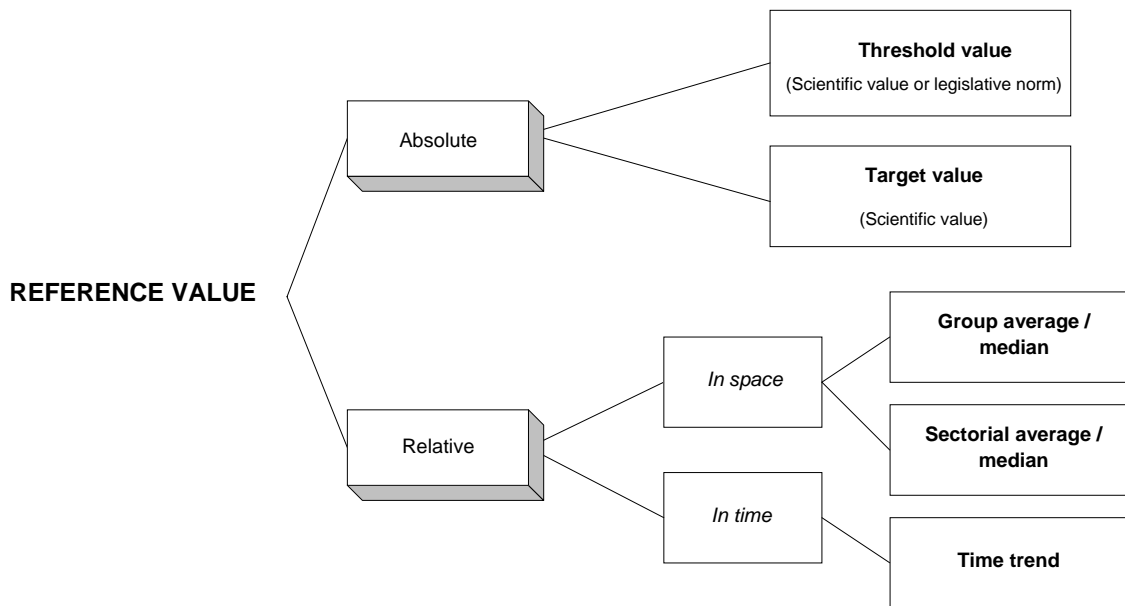 Threshold value
(Scientific value or legislative norm)
Absolute
Target value
(Scientific value)
REFERENCE VALUE
Group average /
median
In space
Relative
Sectorial average /
median
In time
Time trend